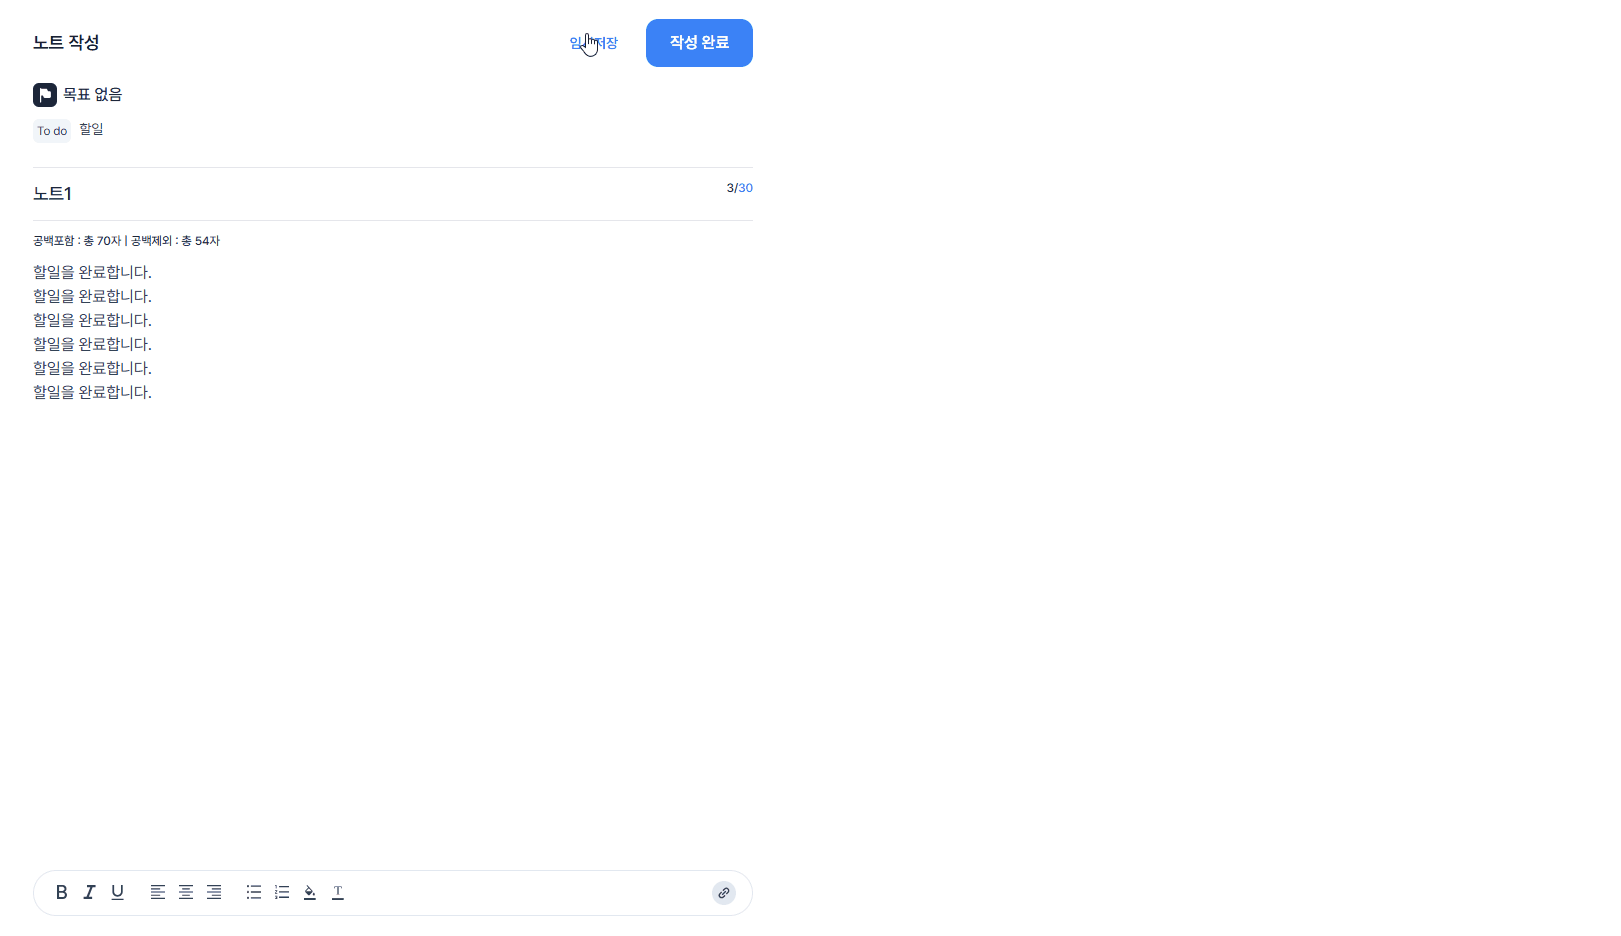 노트 작성
작성 완료
목표 없음
To do 할일
노트1
3/30
공백포함 : 총 70자 | 공백제외 : 총 54자
할일을 완료합니다.
할일을 완료합니다.
할일을 완료합니다.
할일을 완료합니다.
할일을 완료합니다.
할일을 완료합니다.